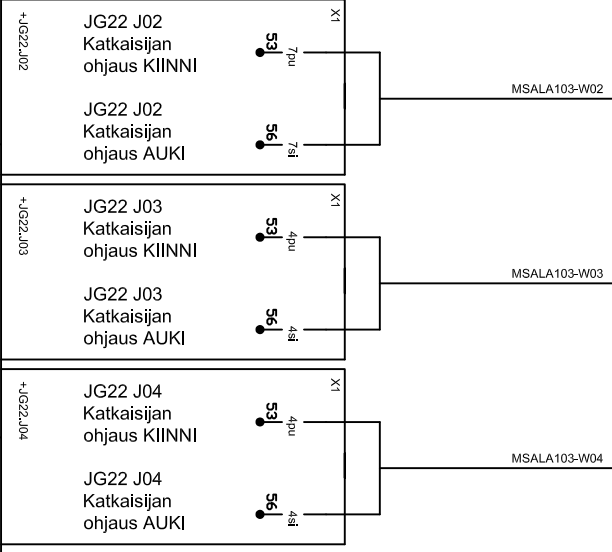 +JG22.J02
JG22 J02
Katkaisijan
ohjaus KIINNI
53
7pu
X1
JG22 J02
Katkaisijan
ohjaus AUKI
56
7si
MSALA103-W02
+JG22.J03
JG22 J03
Katkaisijan
ohjaus KIINNI
53
4pu
X1
JG22 J03
Katkaisijan
ohjaus AUKI
56
4si
MSALA103-W03
+JG22.J04
JG22 J04
Katkaisijan
ohjaus KIINNI
53
4pu
X1
JG22 J04
Katkaisijan
ohjaus AUKI
56
4si
MSALA103-W04